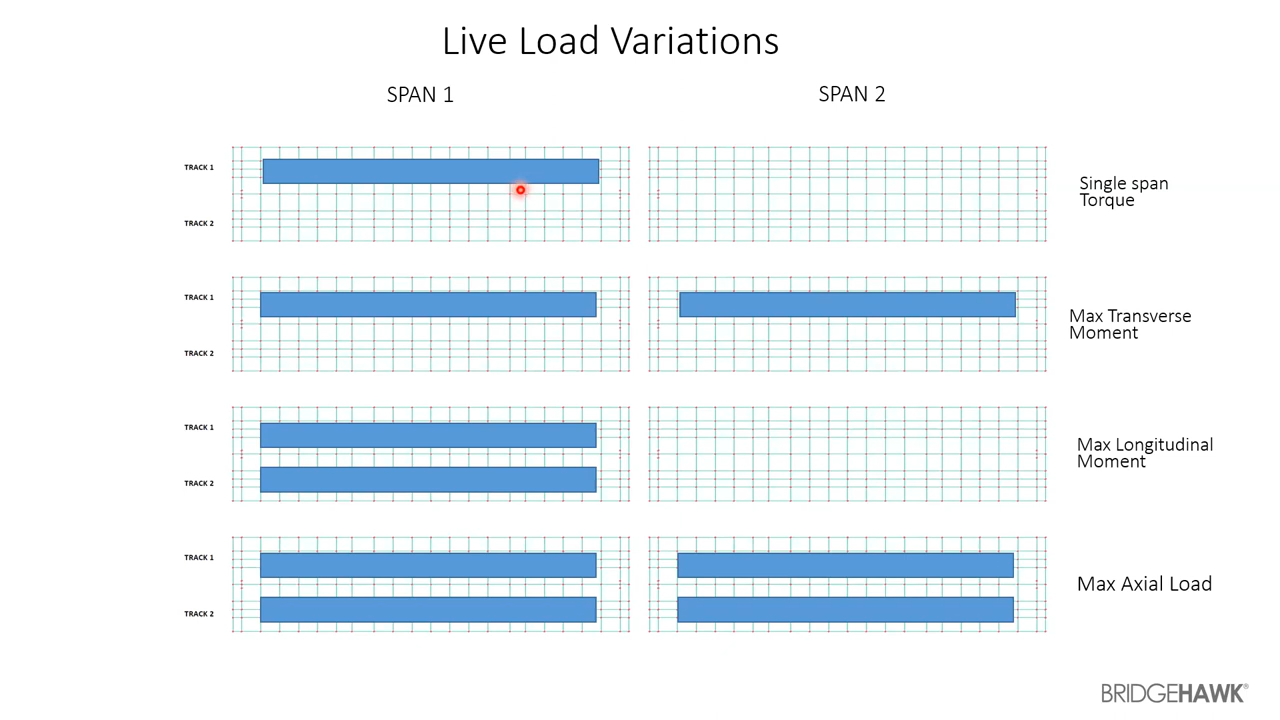 Live Load Variations
SPAN 1
SPAN 2
TRACK 1
TRACK 2
Single span
Torque
TRACK 1
TRACK 2
Max Transverse
Moment
TRACK 1
TRACK 2
Max Longitudinal
Moment
TRACK 1
TRACK 2
Max Axial Load
BRIDGEHAWK®